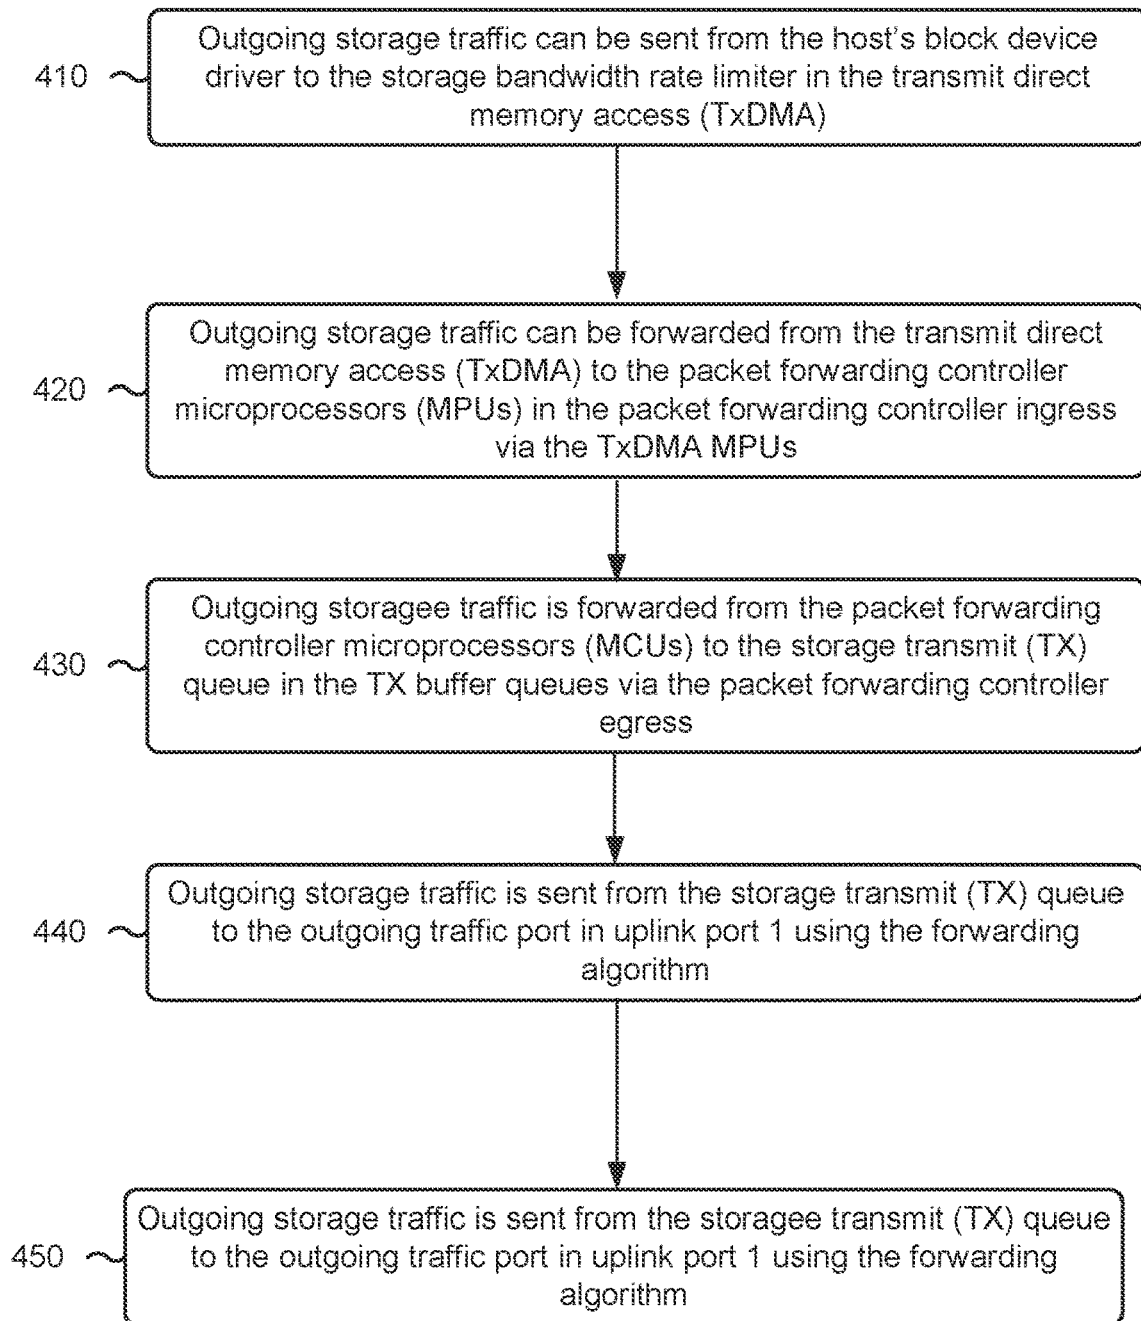 Outgoing storage traffic can be sent from the host's block device
410 driver to the storage bandwidth rate limiter in the transmit direct
memory access (TxDMA)
Outgoing storage traffic can be forwarded from the transmit direct
memory access (TxDMA) to the packet forwarding controller
420 microprocessors (MPUs) in the packet forwarding controller ingress
via the TxDMA MPUs
Outgoing storagee traffic is forwarded from the packet forwarding
controller microprocessors (MCUs) to the storage transmit (TX)
430 queue in the TX buffer queues via the packet forwarding controller
egress
Outgoing storage traffic is sent from the storage transmit (TX) queue
440 to the outgoing traffic port in uplink port 1 using the forwarding
algorithm
Outgoing storage traffic is sent from the storagee transmit (TX) queue
450 to the outgoing traffic port in uplink port 1 using the forwarding
algorithm